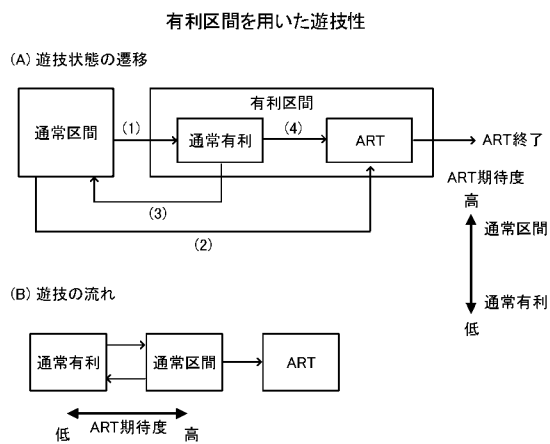 有利区間を用いた遊技性
(A) 遊技状態の遷移
有利区間
通常区間
(1)
通常有利
(4)
ART
ART終了
(3)
(2)
ART期待度
高
通常区間
通常有利
低
(B) 遊技の流れ
通常有利
通常区間
ART
低
ART期待度
高